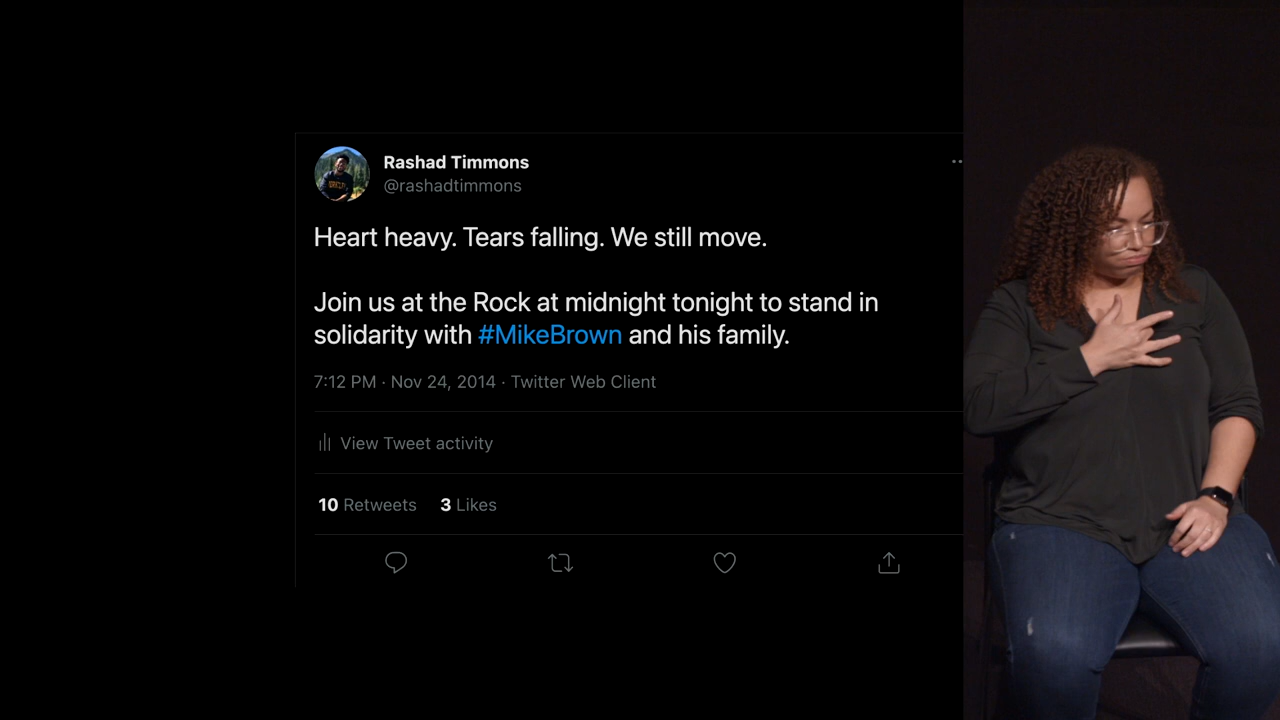 Rashad Timmons
@rashadtimmons
Heart heavy. Tears falling. We still move.
Join us at the Rock at midnight tonight to stand in
solidarity with #MikeBrown and his family.
7:12 PM · Nov 24, 2014 · Twitter Web Client
View Tweet activity
10 Retweets 3 Likes